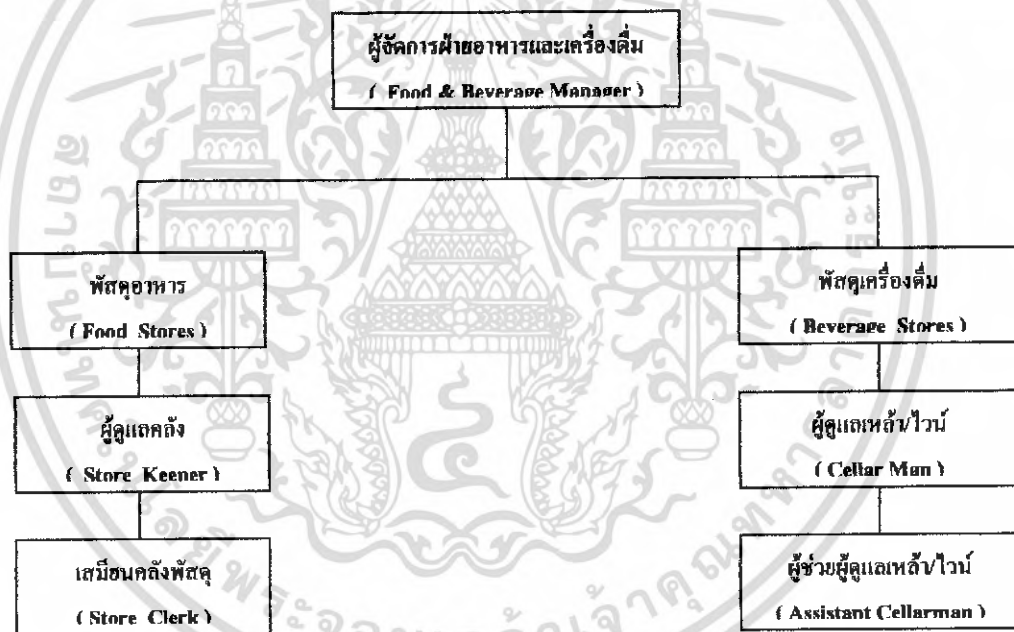 ผู้จัดการฝ่ายอาหารและเครื่องดื่ม
( Food & Beverage Manager )
พัสดุอาหาร
( Food Stores )
พัสดุเครื่องดื่ม
( Beverage Stores )
ผู้ดูแลคลัง
( Store Keeper )
ผู้ดูแลเหล้า/ไวน์
( Cellar Man )
เสมียนคลังพัสดุ
( Store Clerk )
ผู้ช่วยผู้ดูแลเหล้า/ไวน์
( Assistant Cellarman )